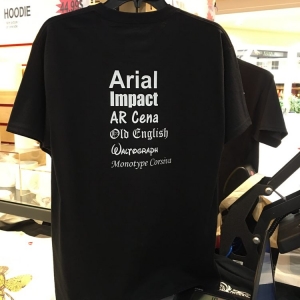 HOODIE
Arial
Impact
AR Cena
Old English
Waltograph
Monotype Corsiva